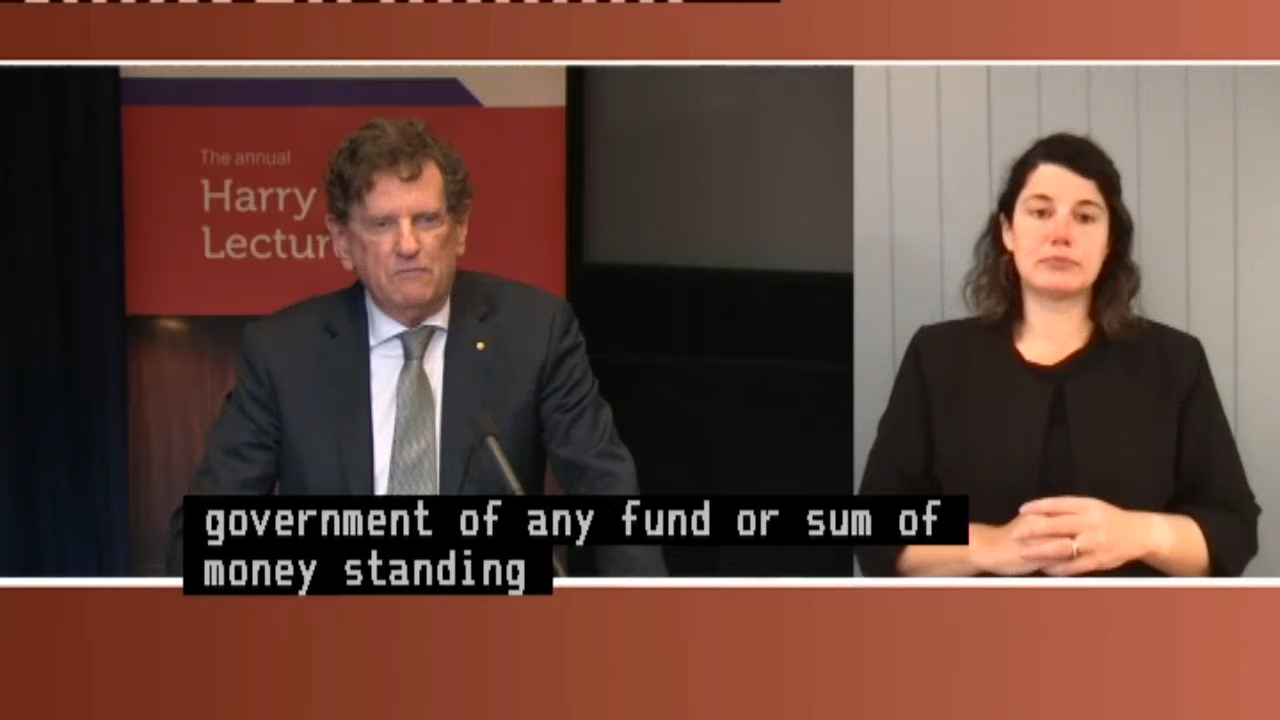 The annual
Harry
Lectur
government of any fund or sum of
money standing